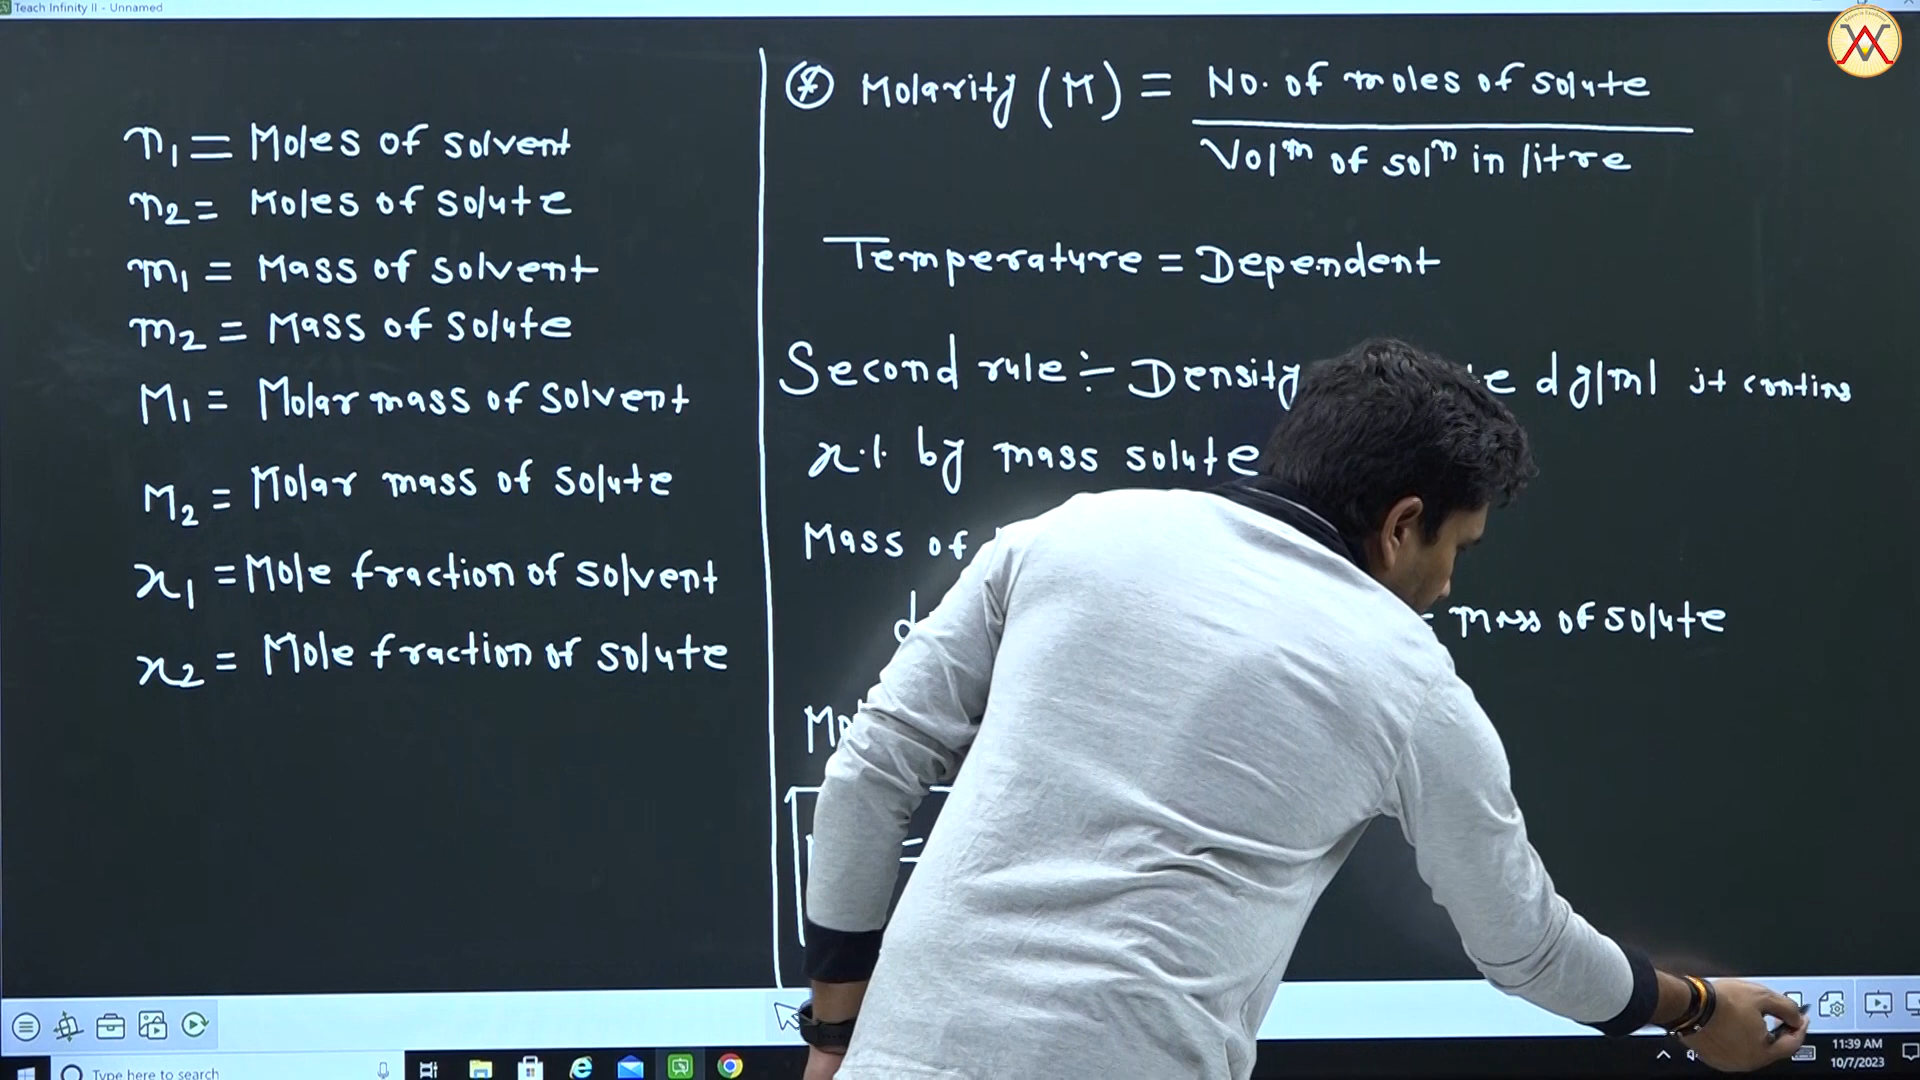 Teach Infinity II - Unnamed
n1 = Moles of solvent
n2 = Moles of solute
m1 = Mass of solvent
m2 = Mass of solute
M1 = Molar mass of solvent
M2 = Molar mass of solute
x1 = Mole fraction of solvent
x2 = Mole fraction of solute
Molarity (M) = No. of moles of solute
Vol^m of sol^n in litre
Temperature = Dependent
Second rule ÷ Density d g/ml it contins
x % by mass solute
Mass of
= mass of solute
=
Type here to search
11:39 AM
10/7/2023